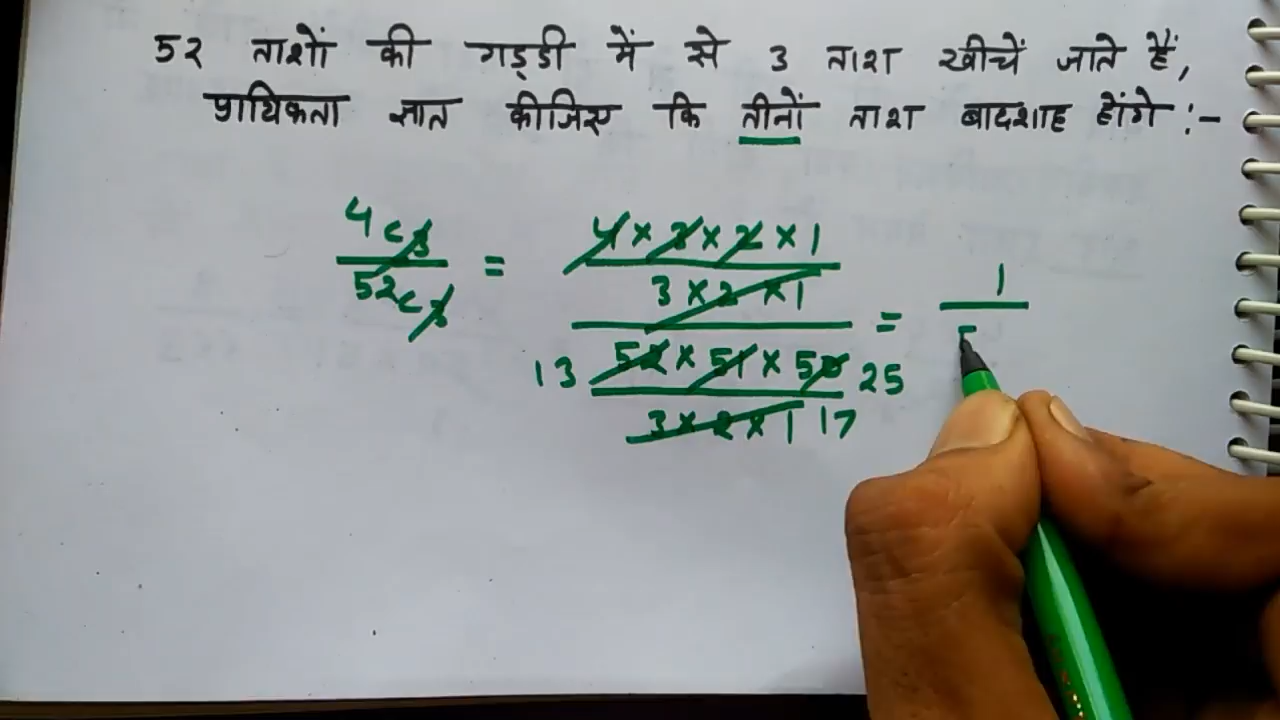 52 ताशों की गड्डी में से 3 ताश खीचें जाते हैं,
प्रायिकता ज्ञात कीजिए कि तीनों ताश बादशाह होंगे :-
4c3 / 52c3 = 4 × 3 × 2 × 1 / 3 × 2 × 1 / 52 × 51 × 50 / 3 × 2 × 1 = 1 /
13 25
17